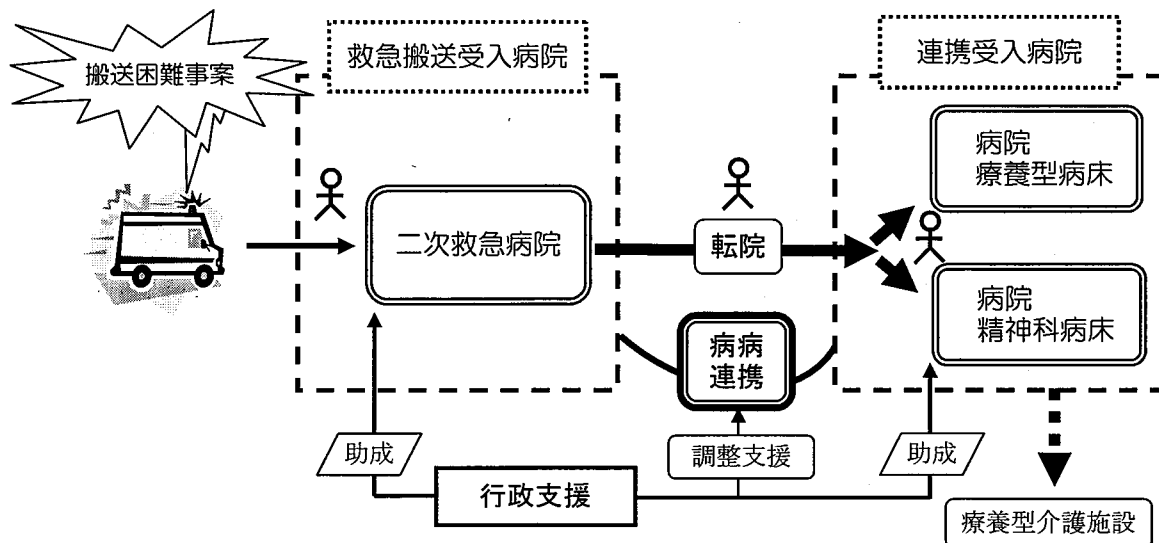 搬送困難事案
救急搬送受入病院
連携受入病院
二次救急病院
転院
病院
療養型病床
病院
精神科病床
病病
連携
助成
調整支援
助成
行政支援
療養型介護施設